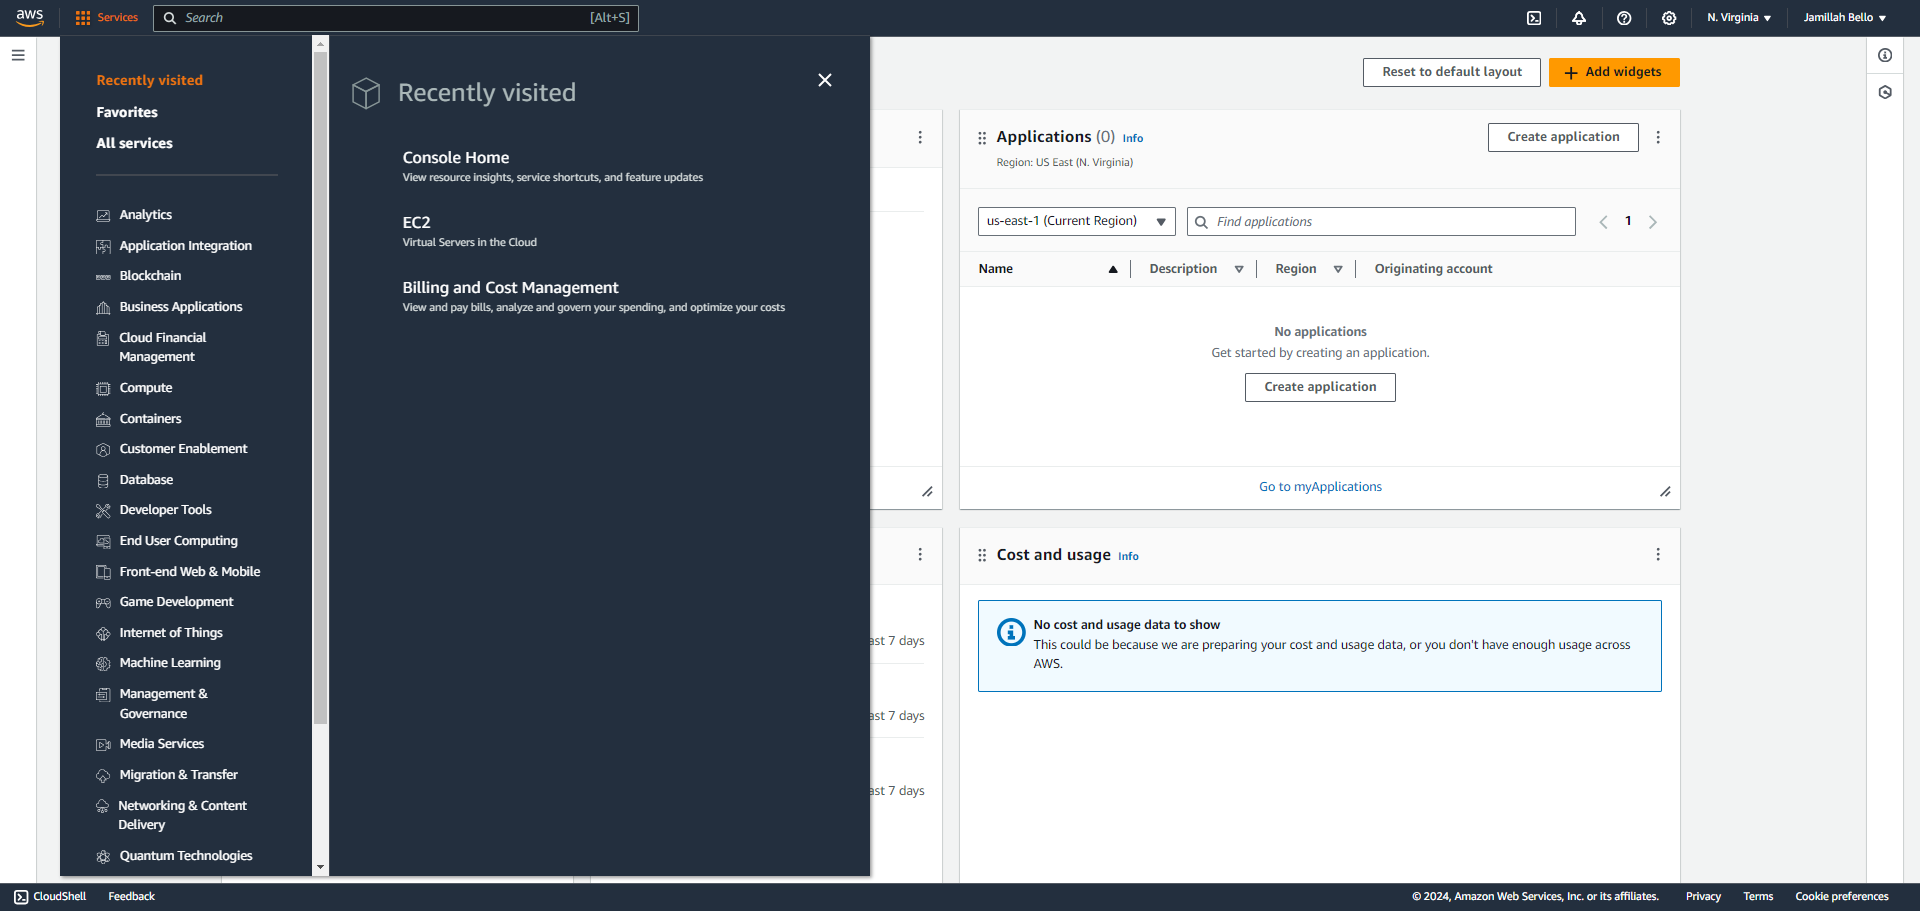 aws
Services
Search
[Alt+S]
N. Virginia
Jamillah Bello
Recently visited
Favorites
All services
Analytics
Application Integration
Blockchain
Business Applications
Cloud Financial
Management
Compute
Containers
Customer Enablement
Database
Developer Tools
End User Computing
Front-end Web & Mobile
Game Development
Internet of Things
Machine Learning
Management &
Governance
Media Services
Migration & Transfer
Networking & Content
Delivery
Quantum Technologies
Recently visited
Console Home
View resource insights, service shortcuts, and feature updates
EC2
Virtual Servers in the Cloud
Billing and Cost Management
View and pay bills, analyze and govern your spending, and optimize your costs
Reset to default layout
Add widgets
Applications (0) Info
Region: US East (N. Virginia)
Create application
us-east-1 (Current Region)
Find applications
1
Name
Description
Region
Originating account
No applications
Get started by creating an application.
Create application
Go to myApplications
ast 7 days
ast 7 days
ast 7 days
Cost and usage Info
No cost and usage data to show
This could be because we are preparing your cost and usage data, or you don't have enough usage across
AWS.
CloudShell
Feedback
© 2024, Amazon Web Services, Inc. or its affiliates.
Privacy
Terms
Cookie preferences